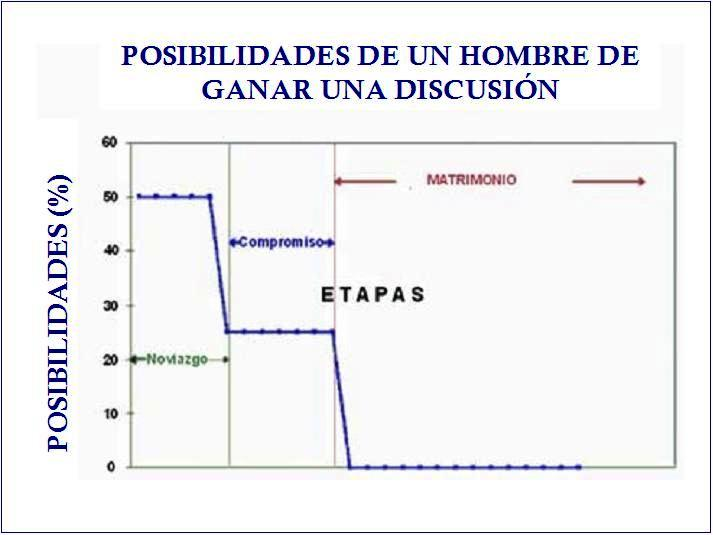 POSIBILIDADES DE UN HOMBRE DE
GANAR UNA DISCUSIÓN
POSIBILIDADES (%)
60
50
40
30
20
10
0
MATRIMONIO
Compromiso
ETAPAS
Noviazgo